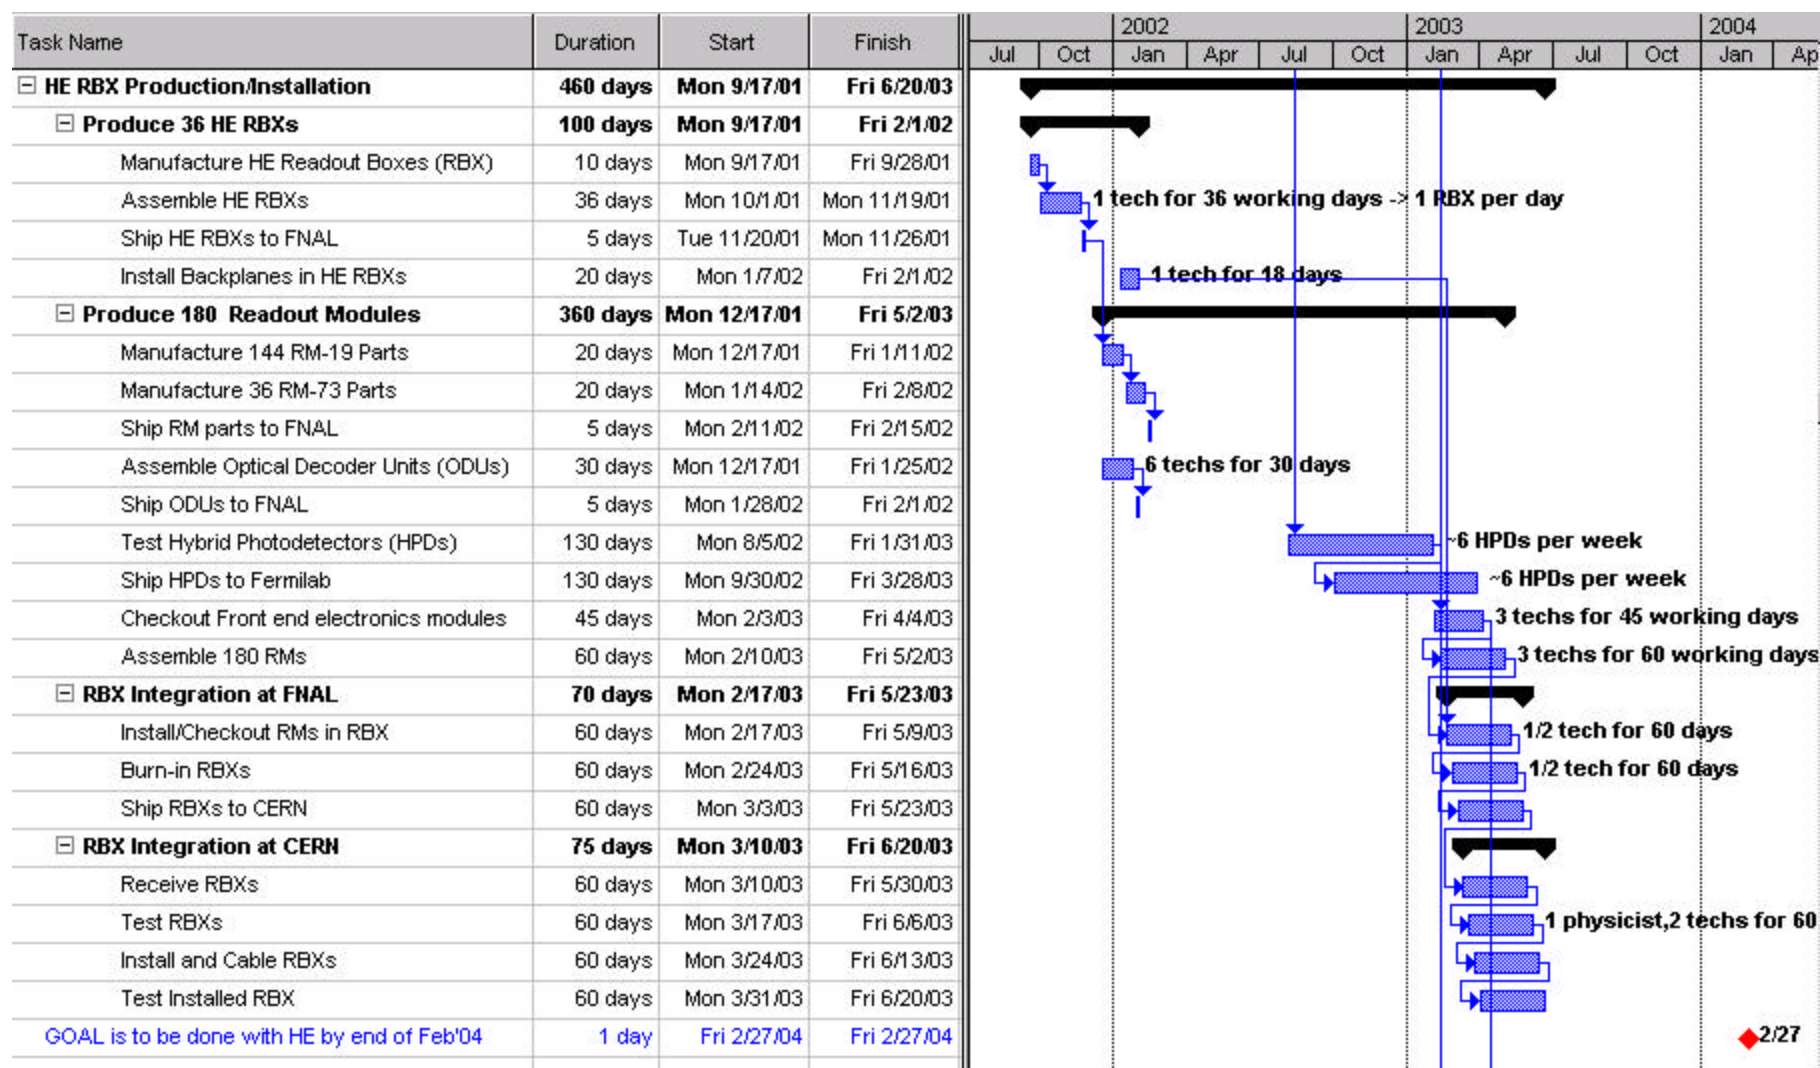 Task Name Duration Start Finish 2002 2003 2004
Jul Oct Jan Apr Jul Oct Jan Apr Jul Oct Jan Ap
HE RBX Production/Installation 460 days Mon 9/17/01 Fri 6/20/03
Produce 36 HE RBXs 100 days Mon 9/17/01 Fri 2/1/02
Manufacture HE Readout Boxes (RBX) 10 days Mon 9/17/01 Fri 9/28/01
Assemble HE RBXs 36 days Mon 10/1/01 Mon 11/19/01 1 tech for 36 working days -> 1 RBX per day
Ship HE RBXs to FNAL 5 days Tue 11/20/01 Mon 11/26/01
Install Backplanes in HE RBXs 20 days Mon 1/7/02 Fri 2/1/02 1 tech for 18 days
Produce 180 Readout Modules 360 days Mon 12/17/01 Fri 5/2/03
Manufacture 144 RM-19 Parts 20 days Mon 12/17/01 Fri 1/11/02
Manufacture 36 RM-73 Parts 20 days Mon 1/14/02 Fri 2/8/02
Ship RM parts to FNAL 5 days Mon 2/11/02 Fri 2/15/02
Assemble Optical Decoder Units (ODUs) 30 days Mon 12/17/01 Fri 1/25/02 6 techs for 30 days
Ship ODUs to FNAL 5 days Mon 1/28/02 Fri 2/1/02
Test Hybrid Photodetectors (HPDs) 130 days Mon 8/5/02 Fri 1/31/03 ~6 HPDs per week
Ship HPDs to Fermilab 130 days Mon 9/30/02 Fri 3/28/03 ~6 HPDs per week
Checkout Front end electronics modules 45 days Mon 2/3/03 Fri 4/4/03 3 techs for 45 working days
Assemble 180 RMs 60 days Mon 2/10/03 Fri 5/2/03 3 techs for 60 working days
RBX Integration at FNAL 70 days Mon 2/17/03 Fri 5/23/03
Install/Checkout RMs in RBX 60 days Mon 2/17/03 Fri 5/9/03 1/2 tech for 60 days
Burn-in RBXs 60 days Mon 2/24/03 Fri 5/16/03 1/2 tech for 60 days
Ship RBXs to CERN 60 days Mon 3/3/03 Fri 5/23/03
RBX Integration at CERN 75 days Mon 3/10/03 Fri 6/20/03
Receive RBXs 60 days Mon 3/10/03 Fri 5/30/03
Test RBXs 60 days Mon 3/17/03 Fri 6/6/03 1 physicist,2 techs for 60
Install and Cable RBXs 60 days Mon 3/24/03 Fri 6/13/03
Test Installed RBX 60 days Mon 3/31/03 Fri 6/20/03
GOAL is to be done with HE by end of Feb'04 1 day Fri 2/27/04 Fri 2/27/04 2/27